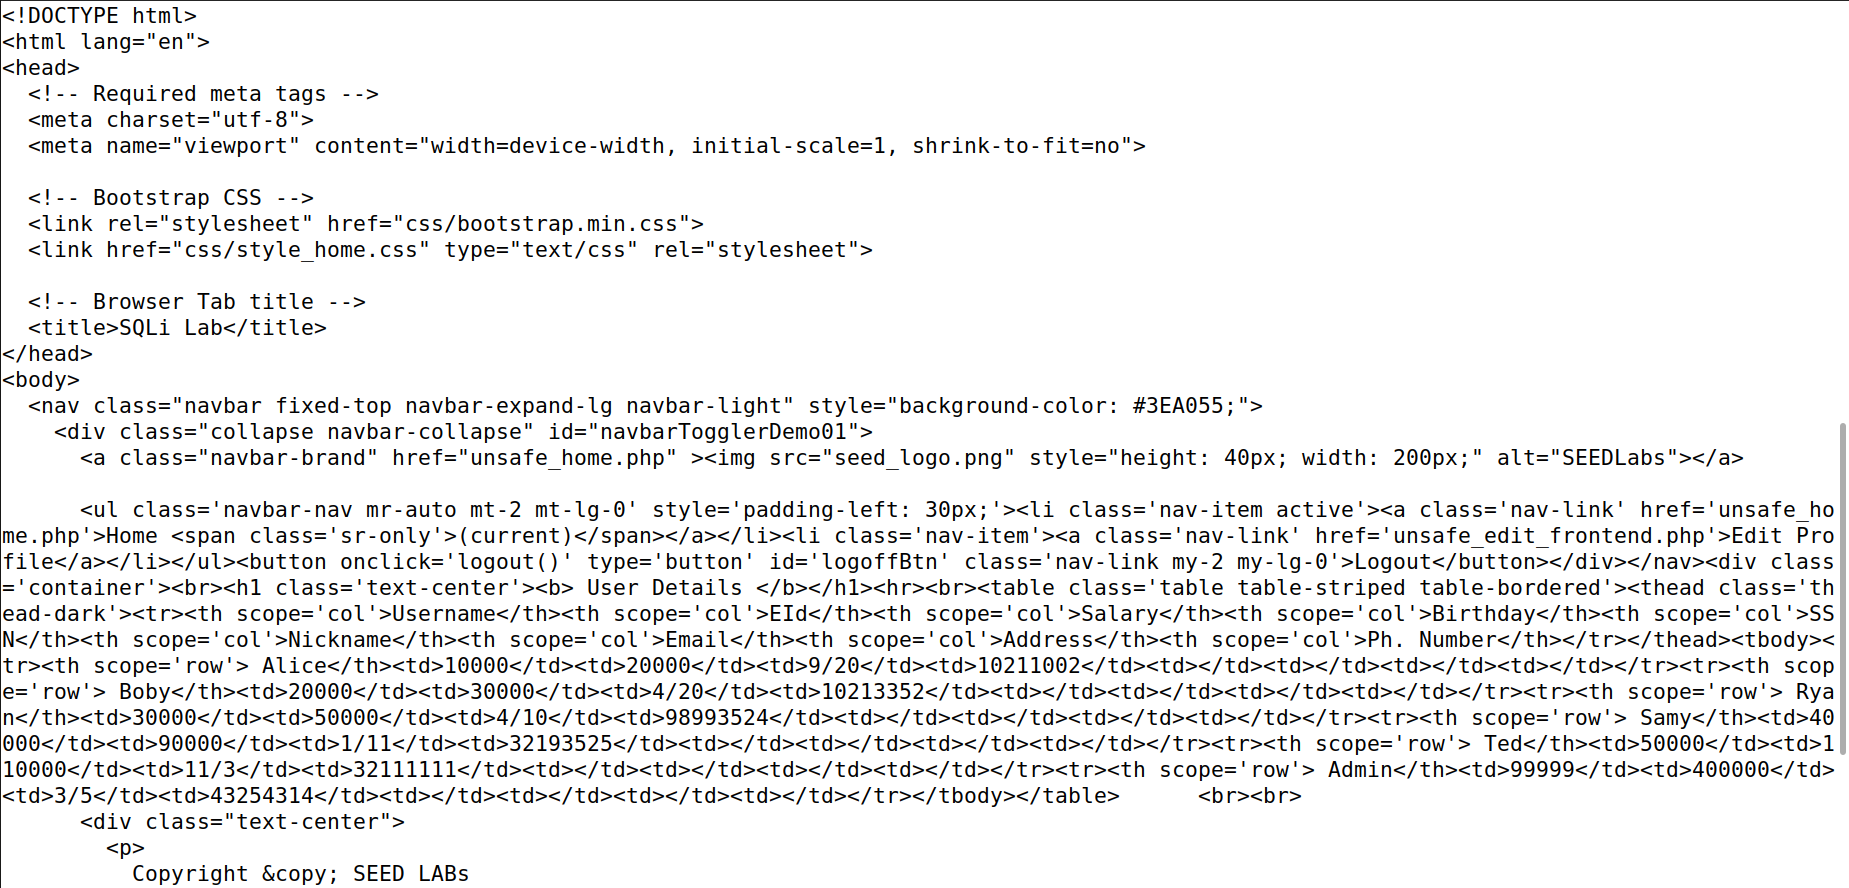 <!DOCTYPE html>
<html lang="en">
<head>
  <!-- Required meta tags -->
  <meta charset="utf-8">
  <meta name="viewport" content="width=device-width, initial-scale=1, shrink-to-fit=no">

  <!-- Bootstrap CSS -->
  <link rel="stylesheet" href="css/bootstrap.min.css">
  <link href="css/style_home.css" type="text/css" rel="stylesheet">

  <!-- Browser Tab title -->
  <title>SQLi Lab</title>
</head>
<body>
  <nav class="navbar fixed-top navbar-expand-lg navbar-light" style="background-color: #3EA055;">
    <div class="collapse navbar-collapse" id="navbarTogglerDemo01">
      <a class="navbar-brand" href="unsafe_home.php" ><img src="seed_logo.png" style="height: 40px; width: 200px;" alt="SEEDLabs"></a>

      <ul class='navbar-nav mr-auto mt-2 mt-lg-0' style='padding-left: 30px;'><li class='nav-item active'><a class='nav-link' href='unsafe_ho
me.php'>Home <span class='sr-only'>(current)</span></a></li><li class='nav-item'><a class='nav-link' href='unsafe_edit_frontend.php'>Edit Pro
file</a></li></ul><button onclick='logout()' type='button' id='logoffBtn' class='nav-link my-2 my-lg-0'>Logout</button></div></nav><div class
='container'><br><h1 class='text-center'><b> User Details </b></h1><hr><br><table class='table table-striped table-bordered'><thead class='th
ead-dark'><tr><th scope='col'>Username</th><th scope='col'>EId</th><th scope='col'>Salary</th><th scope='col'>Birthday</th><th scope='col'>SS
N</th><th scope='col'>Nickname</th><th scope='col'>Email</th><th scope='col'>Address</th><th scope='col'>Ph. Number</th></tr></thead><tbody><
tr><th scope='row'> Alice</th><td>10000</td><td>20000</td><td>9/20</td><td>10211002</td><td></td><td></td><td></td><td></td></tr><tr><th scop
e='row'> Boby</th><td>20000</td><td>30000</td><td>4/20</td><td>10213352</td><td></td><td></td><td></td><td></td></tr><tr><th scope='row'> Rya
n</th><td>30000</td><td>50000</td><td>4/10</td><td>98993524</td><td></td><td></td><td></td><td></td></tr><tr><th scope='row'> Samy</th><td>40
000</td><td>90000</td><td>1/11</td><td>32193525</td><td></td><td></td><td></td><td></td></tr><tr><th scope='row'> Ted</th><td>50000</td><td>1
10000</td><td>11/3</td><td>32111111</td><td></td><td></td><td></td><td></td></tr><tr><th scope='row'> Admin</th><td>99999</td><td>400000</td>
<td>3/5</td><td>43254314</td><td></td><td></td><td></td><td></td></tr></tbody></table>      <br><br>
      <div class="text-center">
        <p>
          Copyright &copy; SEED LABs